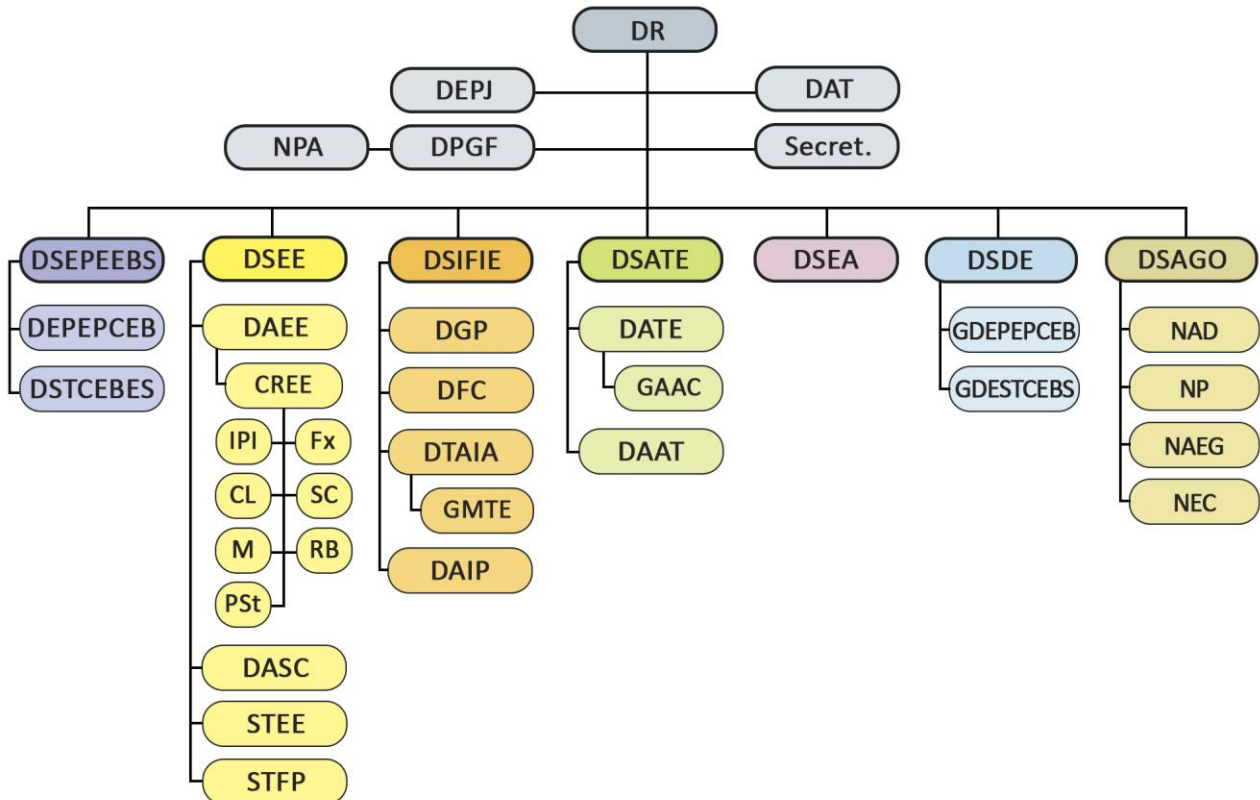 DR
DEPJ
DAT
NPA
DPGF
Secret.
DSEPEEBS
DSEE
DSIFIE
DSATE
DSEA
DSDE
DSAGO
DEPEPCEB
DSTCEBES
DAEE
CREE
IPI
Fx
CL
SC
M
RB
PSt
DASC
STEE
STFP
DGP
DFC
DTAIA
GMTE
DAIP
DATE
GAAC
DAAT
GDEPEPCEB
GDESTCEBS
NAD
NP
NAEG
NEC